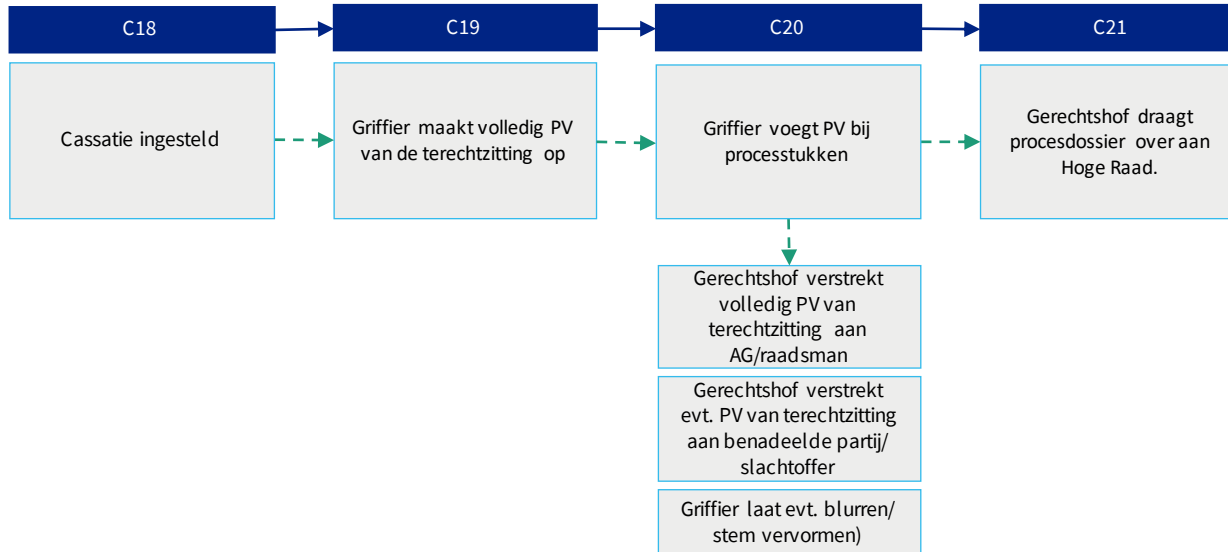 C18
C19
C20
C21
Cassatie ingesteld
Griffier maakt volledig PV
van de terechtzitting op
Griffier voegt PV bij
processtukken
Gerechtshof draagt
procesdossier over aan
Hoge Raad.
Gerechtshof verstrekt
volledig PV van
terechtzitting aan
AG/raadsman
Gerechtshof verstrekt
evt. PV van terechtzitting
aan benadeelde partij/
slachtoffer
Griffier laat evt. blurren/
stem vervormen)